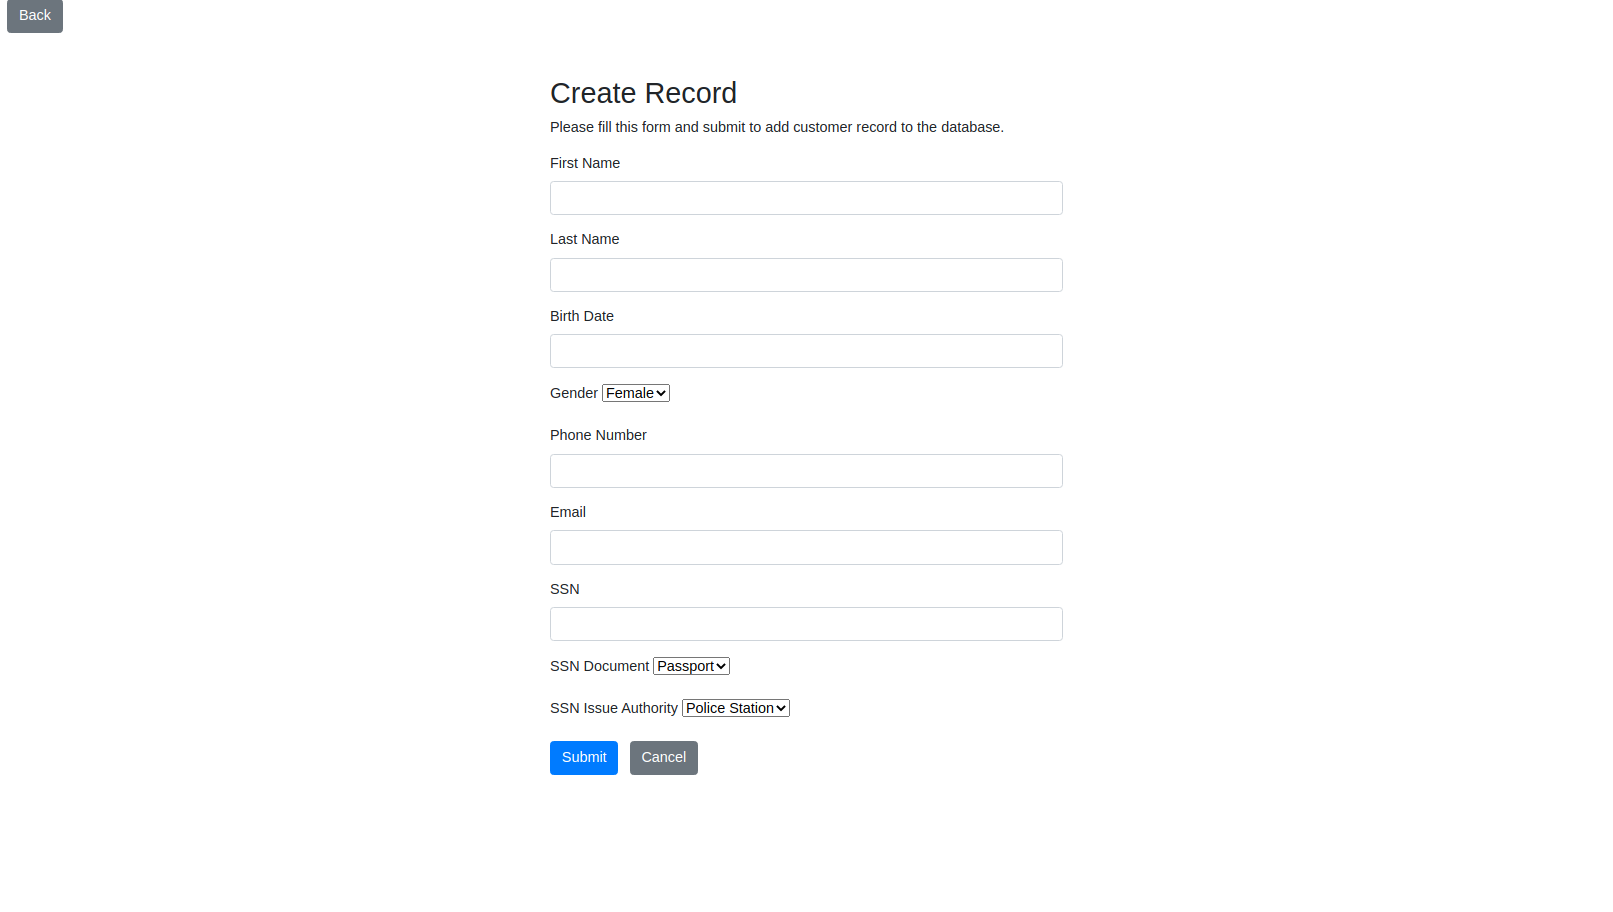 Back
Create Record
Please fill this form and submit to add customer record to the database.
First Name
Last Name
Birth Date
Gender Female
Phone Number
Email
SSN
SSN Document Passport
SSN Issue Authority Police Station
Submit Cancel